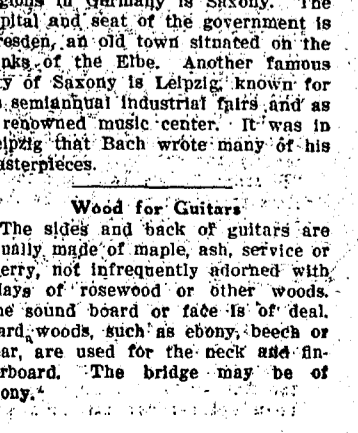 gions in Germany is Saxony. The
pital and seat of the government is
resden, an old town situated on the
nks of the Elbe. Another famous
ty of Saxony is Leipzig, known for
s semiannual industrial fairs and as
renowned music center. It was in
eipzig that Bach wrote many of his
asterpieces.
Wood for Guitars
The sides and back of guitars are
ually made of maple, ash, service or
erry, not infrequently adorned with
lays of rosewood or other woods.
he sound board or face is of deal.
ard woods, such as ebony, beech or
ar, are used for the neck and fin-
rboard. The bridge may be of
ony.